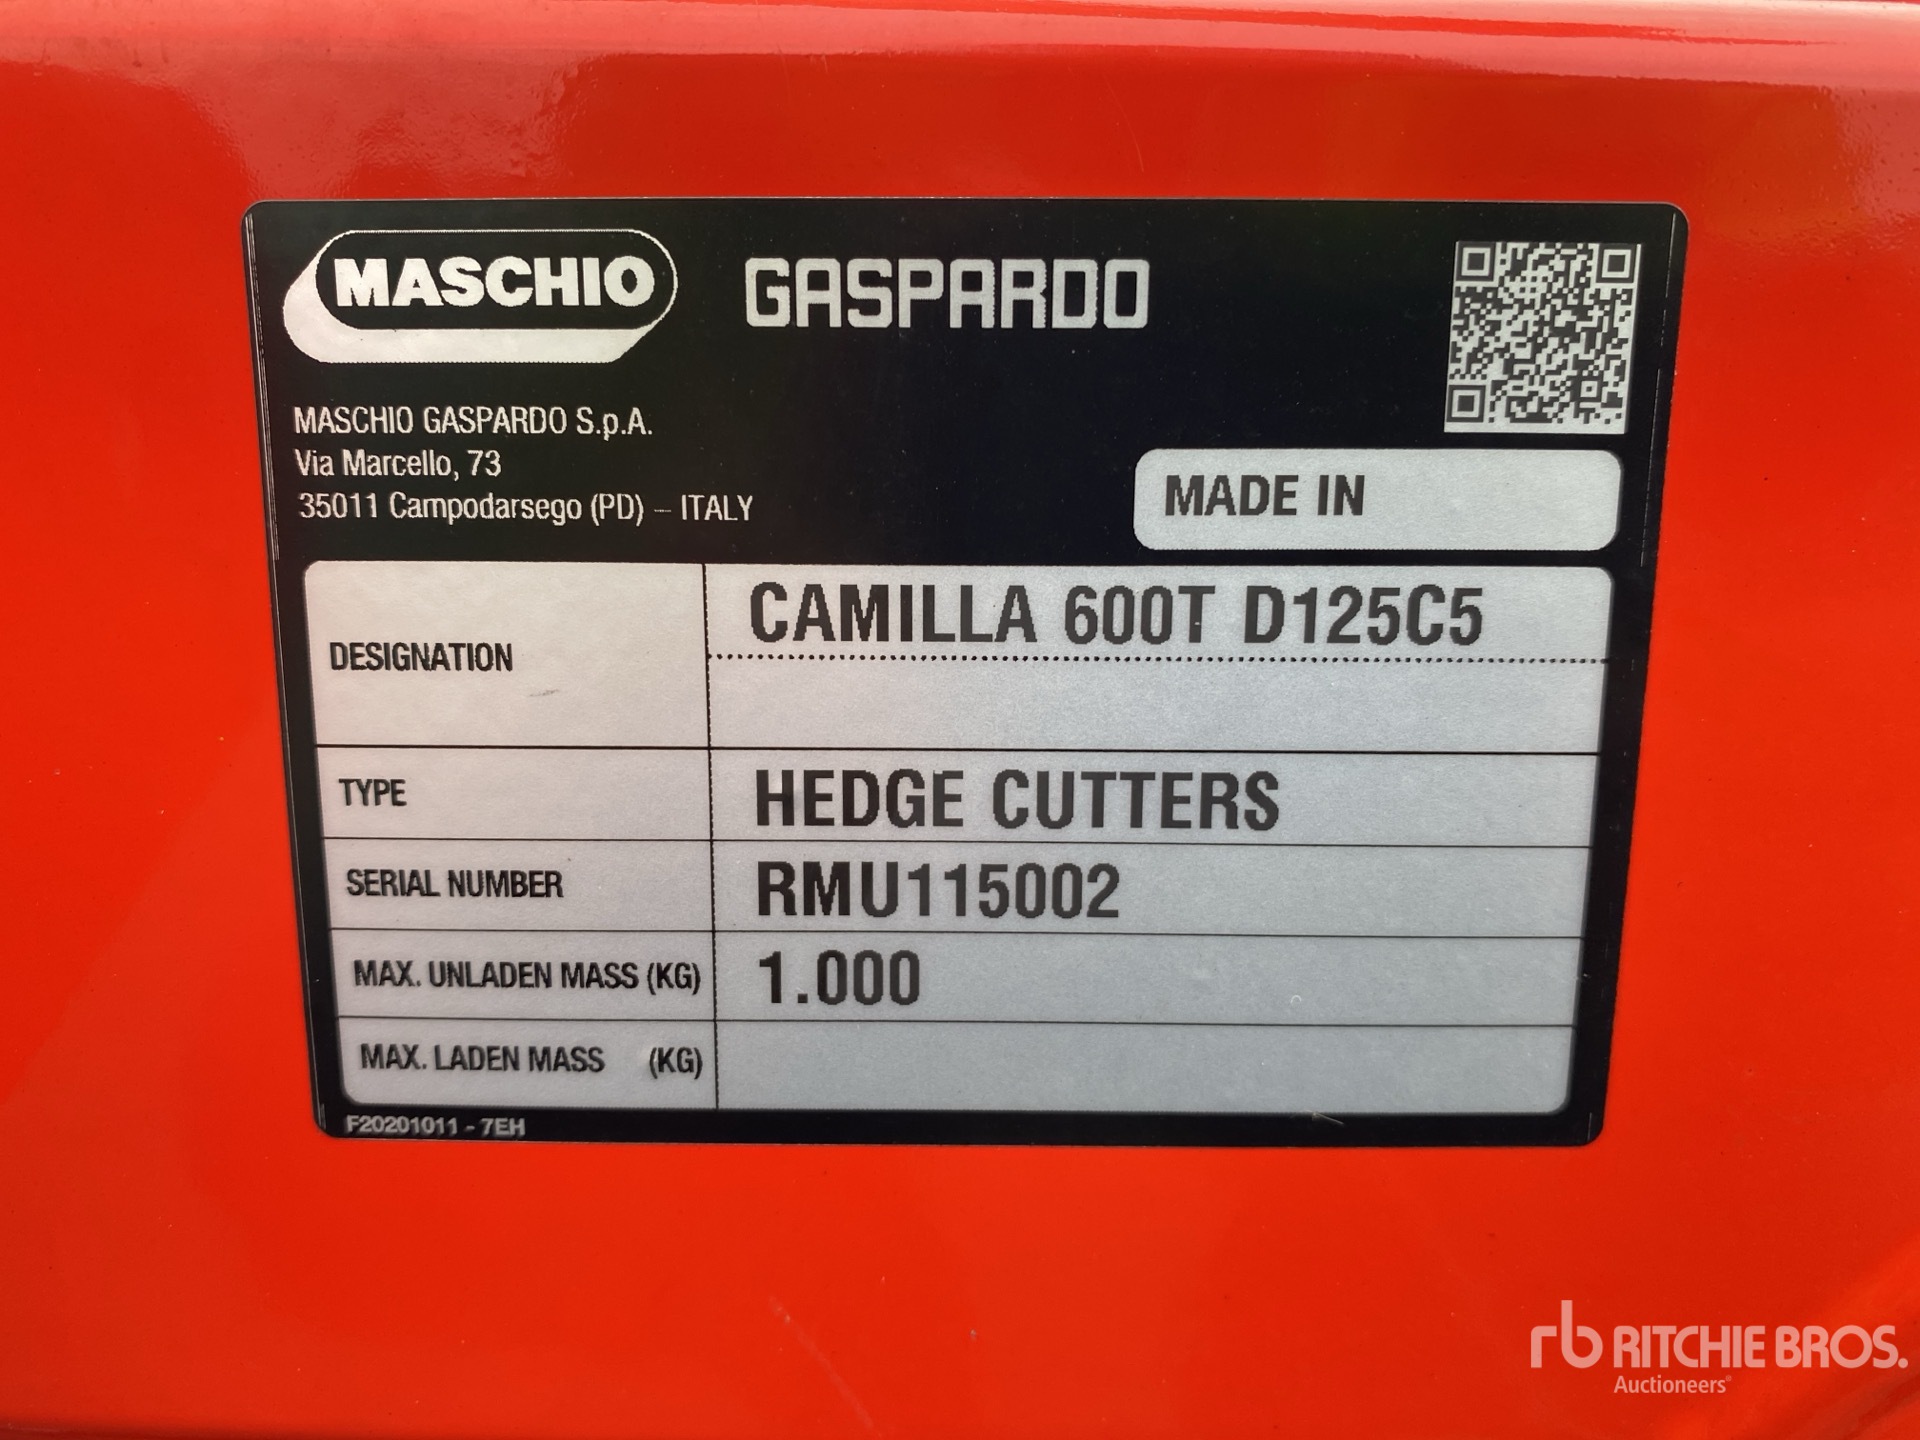 MASCHIO GASPARDO
MASCHIO GASPARDO S.p.A.
Via Marcello, 73
35011 Campodarsego (PD) – ITALY
MADE IN
DESIGNATION CAMILLA 600T D125C5
TYPE HEDGE CUTTERS
SERIAL NUMBER RMU115002
MAX. UNLADEN MASS (KG) 1.000
MAX. LADEN MASS (KG)
F20201011 - 7EH
rb RITCHIE BROS.
Auctioneers®